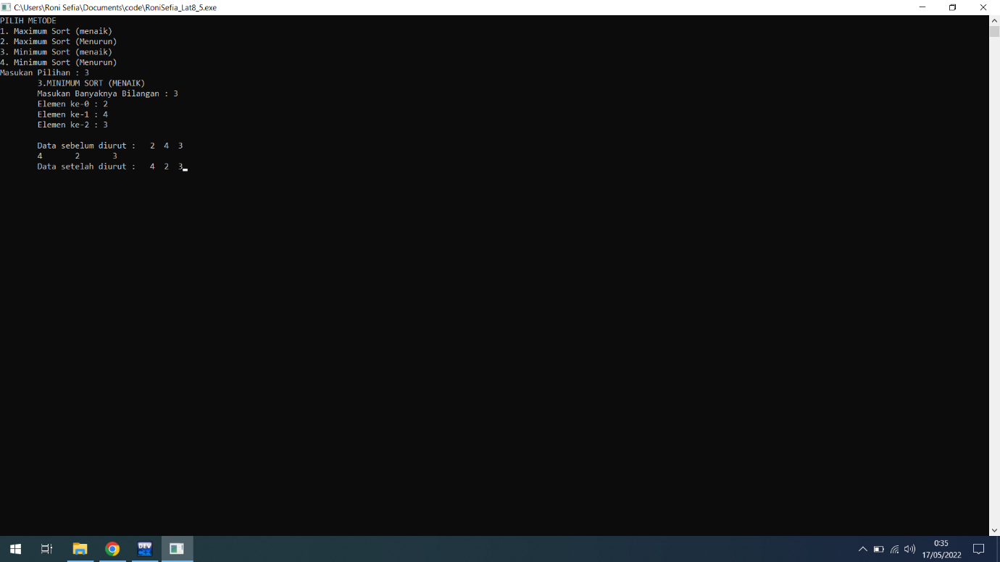 C:\Users\Roni Sefia\Documents\code\RoniSefia_Lat8_5.exe
PILIH METODE
1. Maximum Sort (menaik)
2. Maximum Sort (Menurun)
3. Minimum Sort (menaik)
4. Minimum Sort (Menurun)
Masukan Pilihan : 3
3.MINIMUM SORT (MENAIK)
Masukan Banyaknya Bilangan : 3
Elemen ke-0 : 2
Elemen ke-1 : 4
Elemen ke-2 : 3
Data sebelum diurut : 2 4 3
4 2 3
Data setelah diurut : 4 2 3
DEV
0:35
17/05/2022